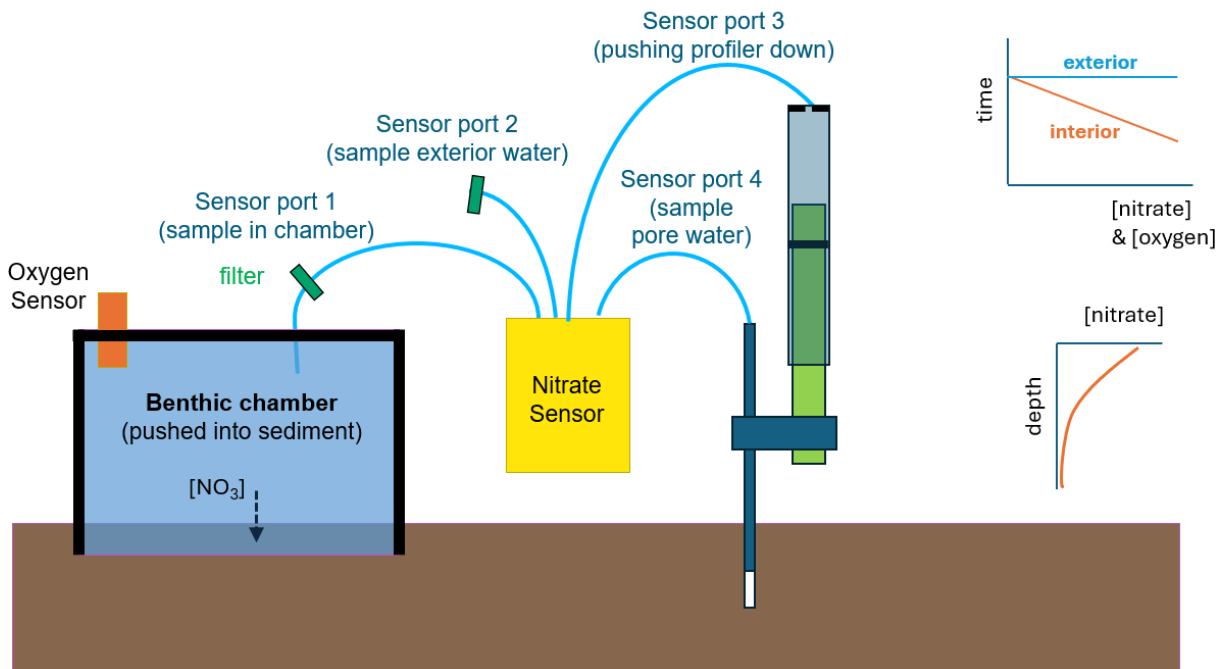 Sensor port 3
(pushing profiler down)
Sensor port 2
(sample exterior water)
Sensor port 4
(sample
pore water)
Sensor port 1
(sample in chamber)
filter
Oxygen
Sensor
Benthic chamber
(pushed into sediment)
[NO₃]
Nitrate
Sensor
time
exterior
interior
[nitrate]
& [oxygen]
[nitrate]
depth